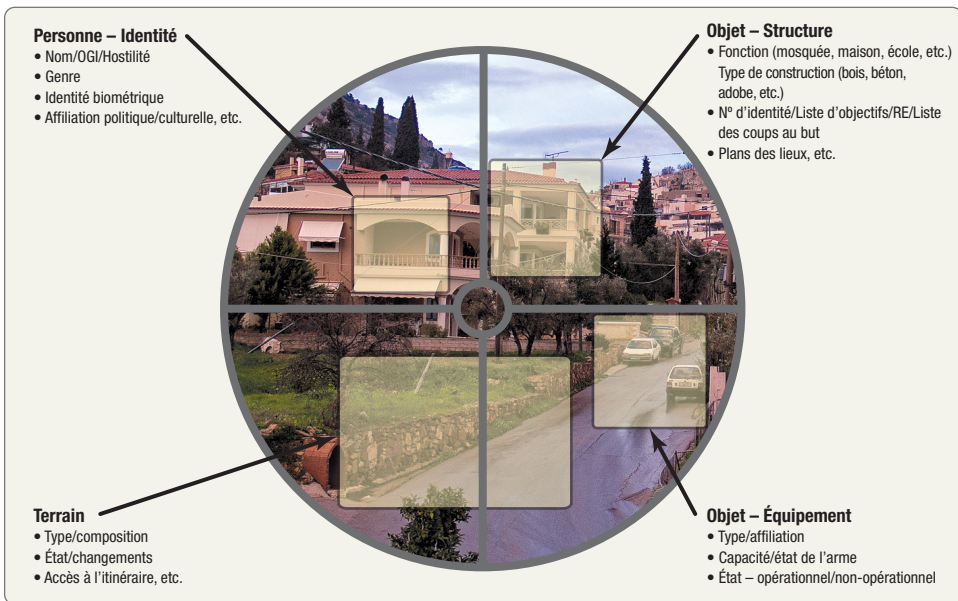 Personne – Identité
• Nom/OGI/Hostilité
• Genre
• Identité biométrique
• Affiliation politique/culturelle, etc.
Objet – Structure
• Fonction (mosquée, maison, école, etc.)
Type de construction (bois, béton,
adobe, etc.)
• Nº d’identité/Liste d’objectifs/RE/Liste
des coups au but
• Plans des lieux, etc.
Terrain
• Type/composition
• État/changements
• Accès à l’itinéraire, etc.
Objet – Équipement
• Type/affiliation
• Capacité/état de l’arme
• État – opérationnel/non-opérationnel